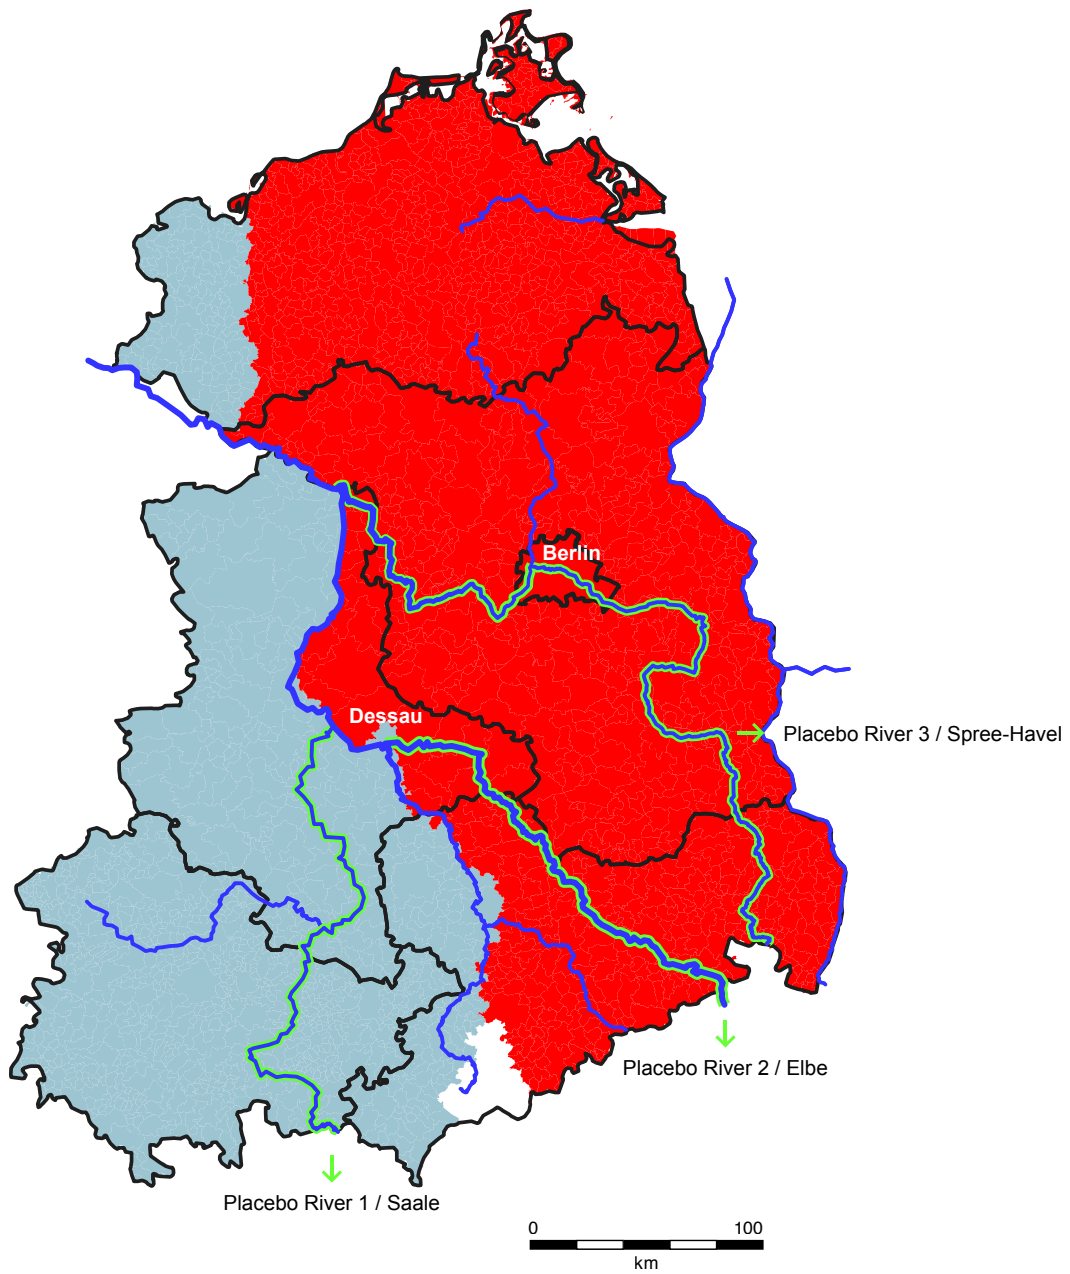 Berlin
Dessau
Placebo River 3 / Spree-Havel
Placebo River 2 / Elbe
Placebo River 1 / Saale
0 100
km